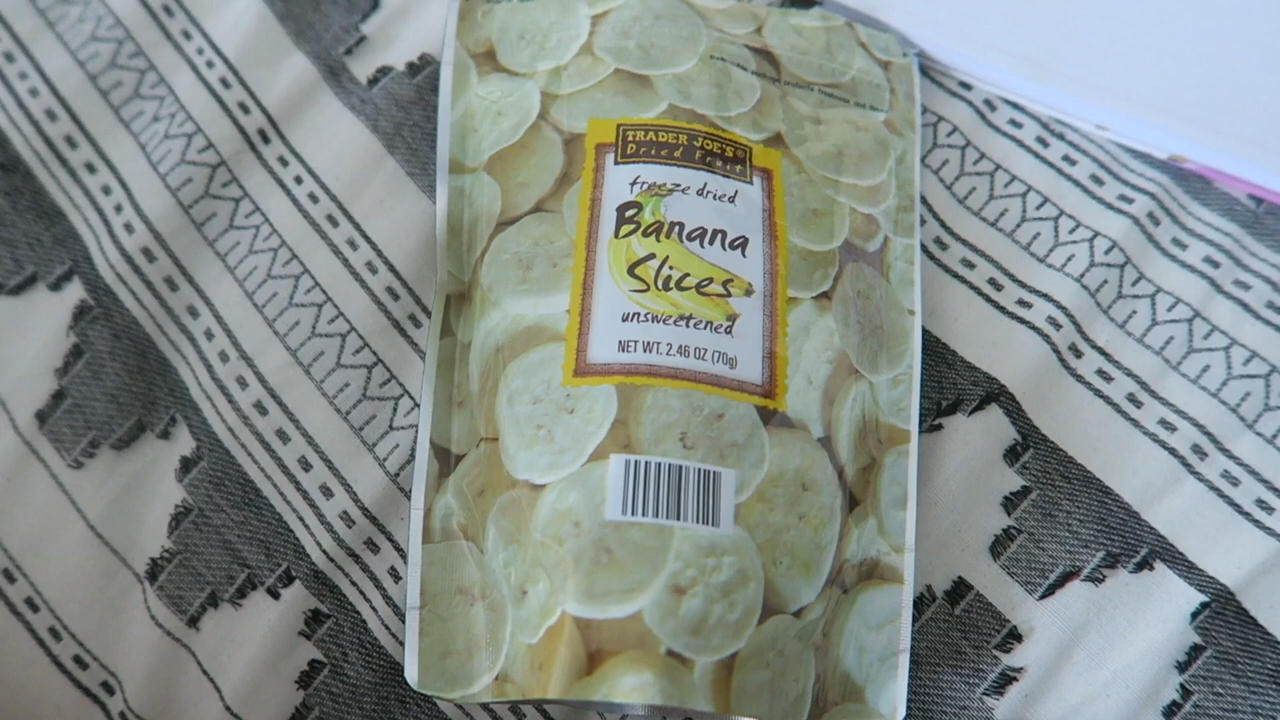 TRADER JOE'S®
Dried Fruit
freeze dried
Banana
Slices
unsweetened
NET WT. 2.46 OZ (70g)